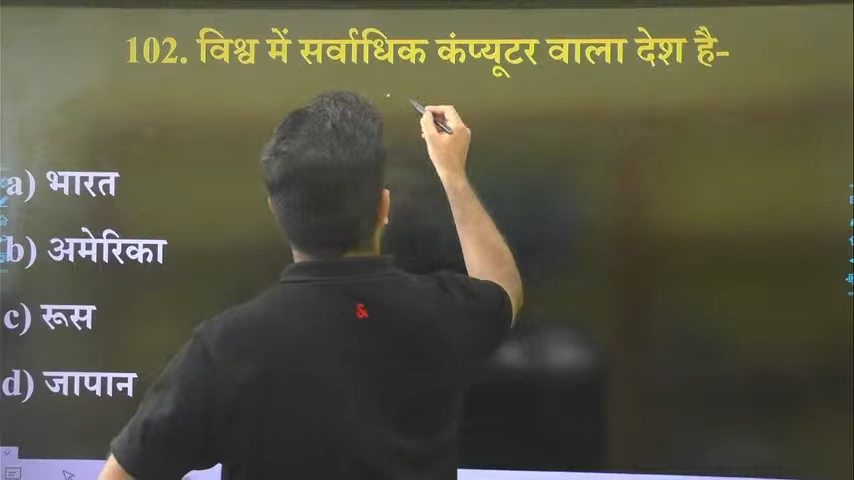 102. विश्व में सर्वाधिक कंप्यूटर वाला देश है-
a) भारत
b) अमेरिका
c) रूस
d) जापान
&